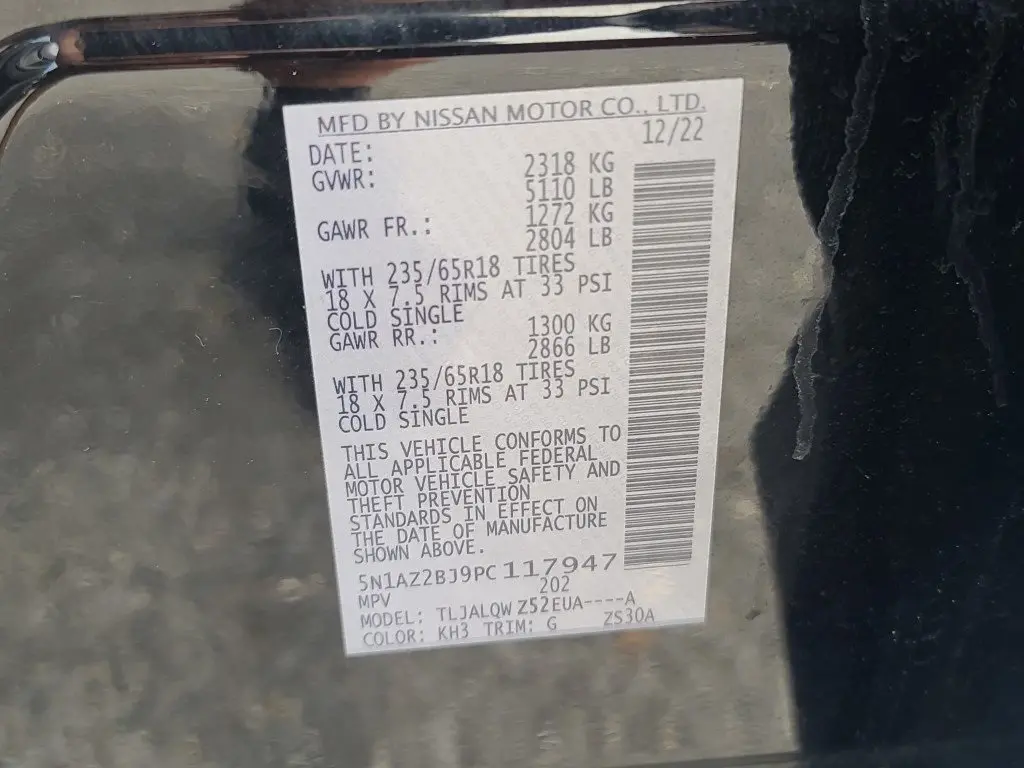 MFD BY NISSAN MOTOR CO., LTD.
DATE: 12/22
GVWR: 2318 KG
5110 LB
GAWR FR.: 1272 KG
2804 LB
WITH 235/65R18 TIRES
18 X 7.5 RIMS AT 33 PSI
COLD SINGLE
GAWR RR.: 1300 KG
2866 LB
WITH 235/65R18 TIRES
18 X 7.5 RIMS AT 33 PSI
COLD SINGLE
THIS VEHICLE CONFORMS TO
ALL APPLICABLE FEDERAL
MOTOR VEHICLE SAFETY AND
THEFT PREVENTION
STANDARDS IN EFFECT ON
THE DATE OF MANUFACTURE
SHOWN ABOVE.
5N1AZ2BJ9PC117947
MPV 202
MODEL: TLJALOW Z52EUA----A
COLOR: KH3 TRIM: G ZS30A